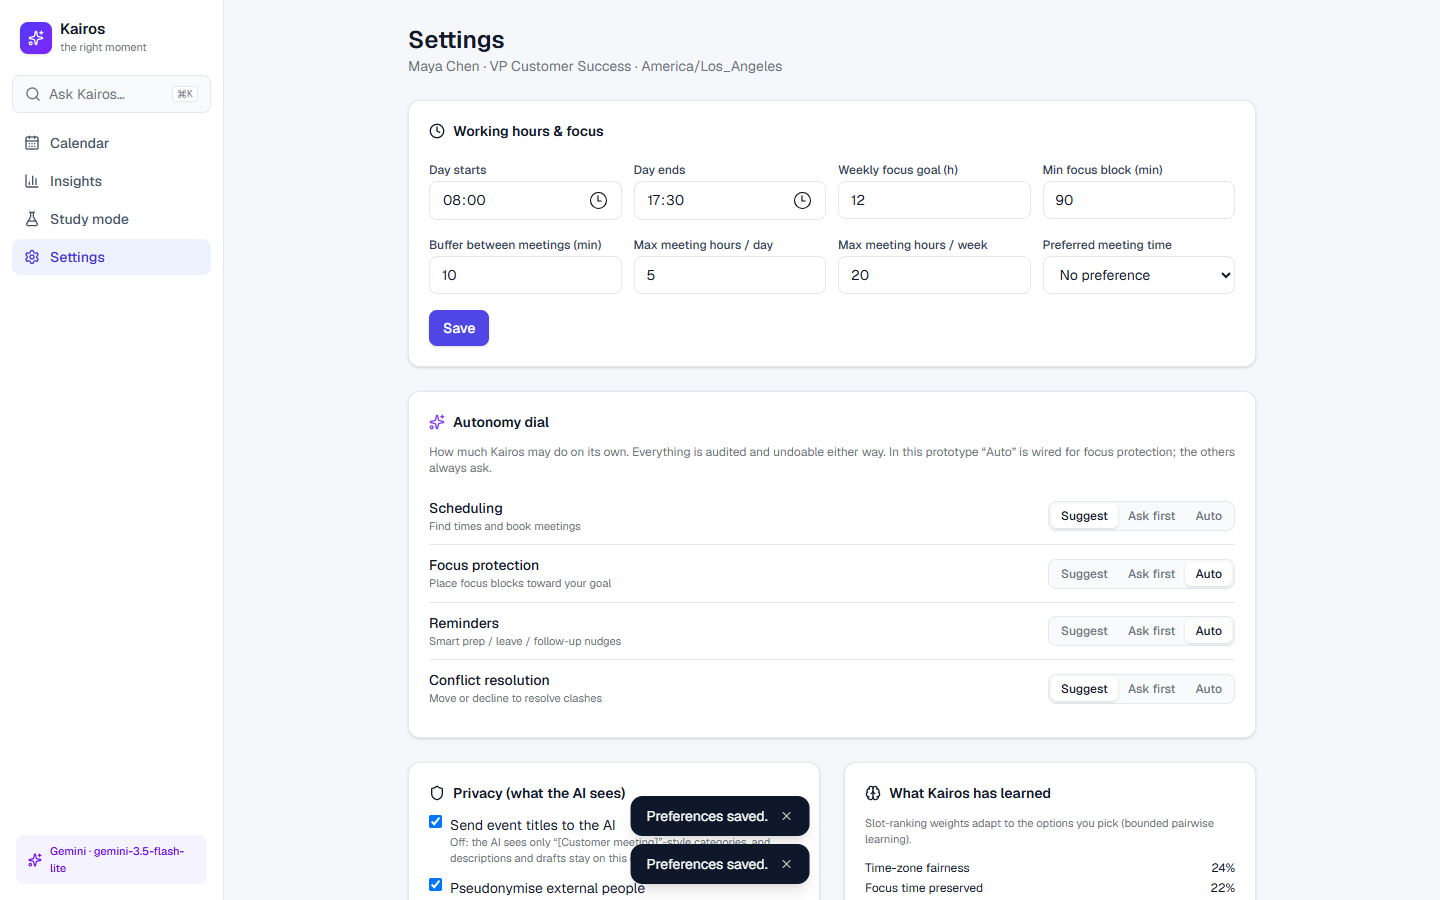 Kairos
the right moment
Ask Kairos...
⌘K
Calendar
Insights
Study mode
Settings
Gemini · gemini-3.5-flash-
lite
Settings
Maya Chen · VP Customer Success · America/Los_Angeles
Working hours & focus
Day starts
Day ends
Weekly focus goal (h)
Min focus block (min)
08:00
17:30
12
90
Buffer between meetings (min)
Max meeting hours / day
Max meeting hours / week
Preferred meeting time
10
5
20
No preference
Save
Autonomy dial
How much Kairos may do on its own. Everything is audited and undoable either way. In this prototype “Auto” is wired for focus protection; the others
always ask.
Scheduling
Find times and book meetings
Suggest Ask first Auto
Focus protection
Place focus blocks toward your goal
Suggest Ask first Auto
Reminders
Smart prep / leave / follow-up nudges
Suggest Ask first Auto
Conflict resolution
Move or decline to resolve clashes
Suggest Ask first Auto
Privacy (what the AI sees)
Send event titles to the AI
Off: the AI sees only “[Customer meeting]”-style categories, and
descriptions and drafts stay on this
Pseudonymise external people
What Kairos has learned
Slot-ranking weights adapt to the options you pick (bounded pairwise
learning).
Time-zone fairness 24%
Focus time preserved 22%
Preferences saved.
Preferences saved.